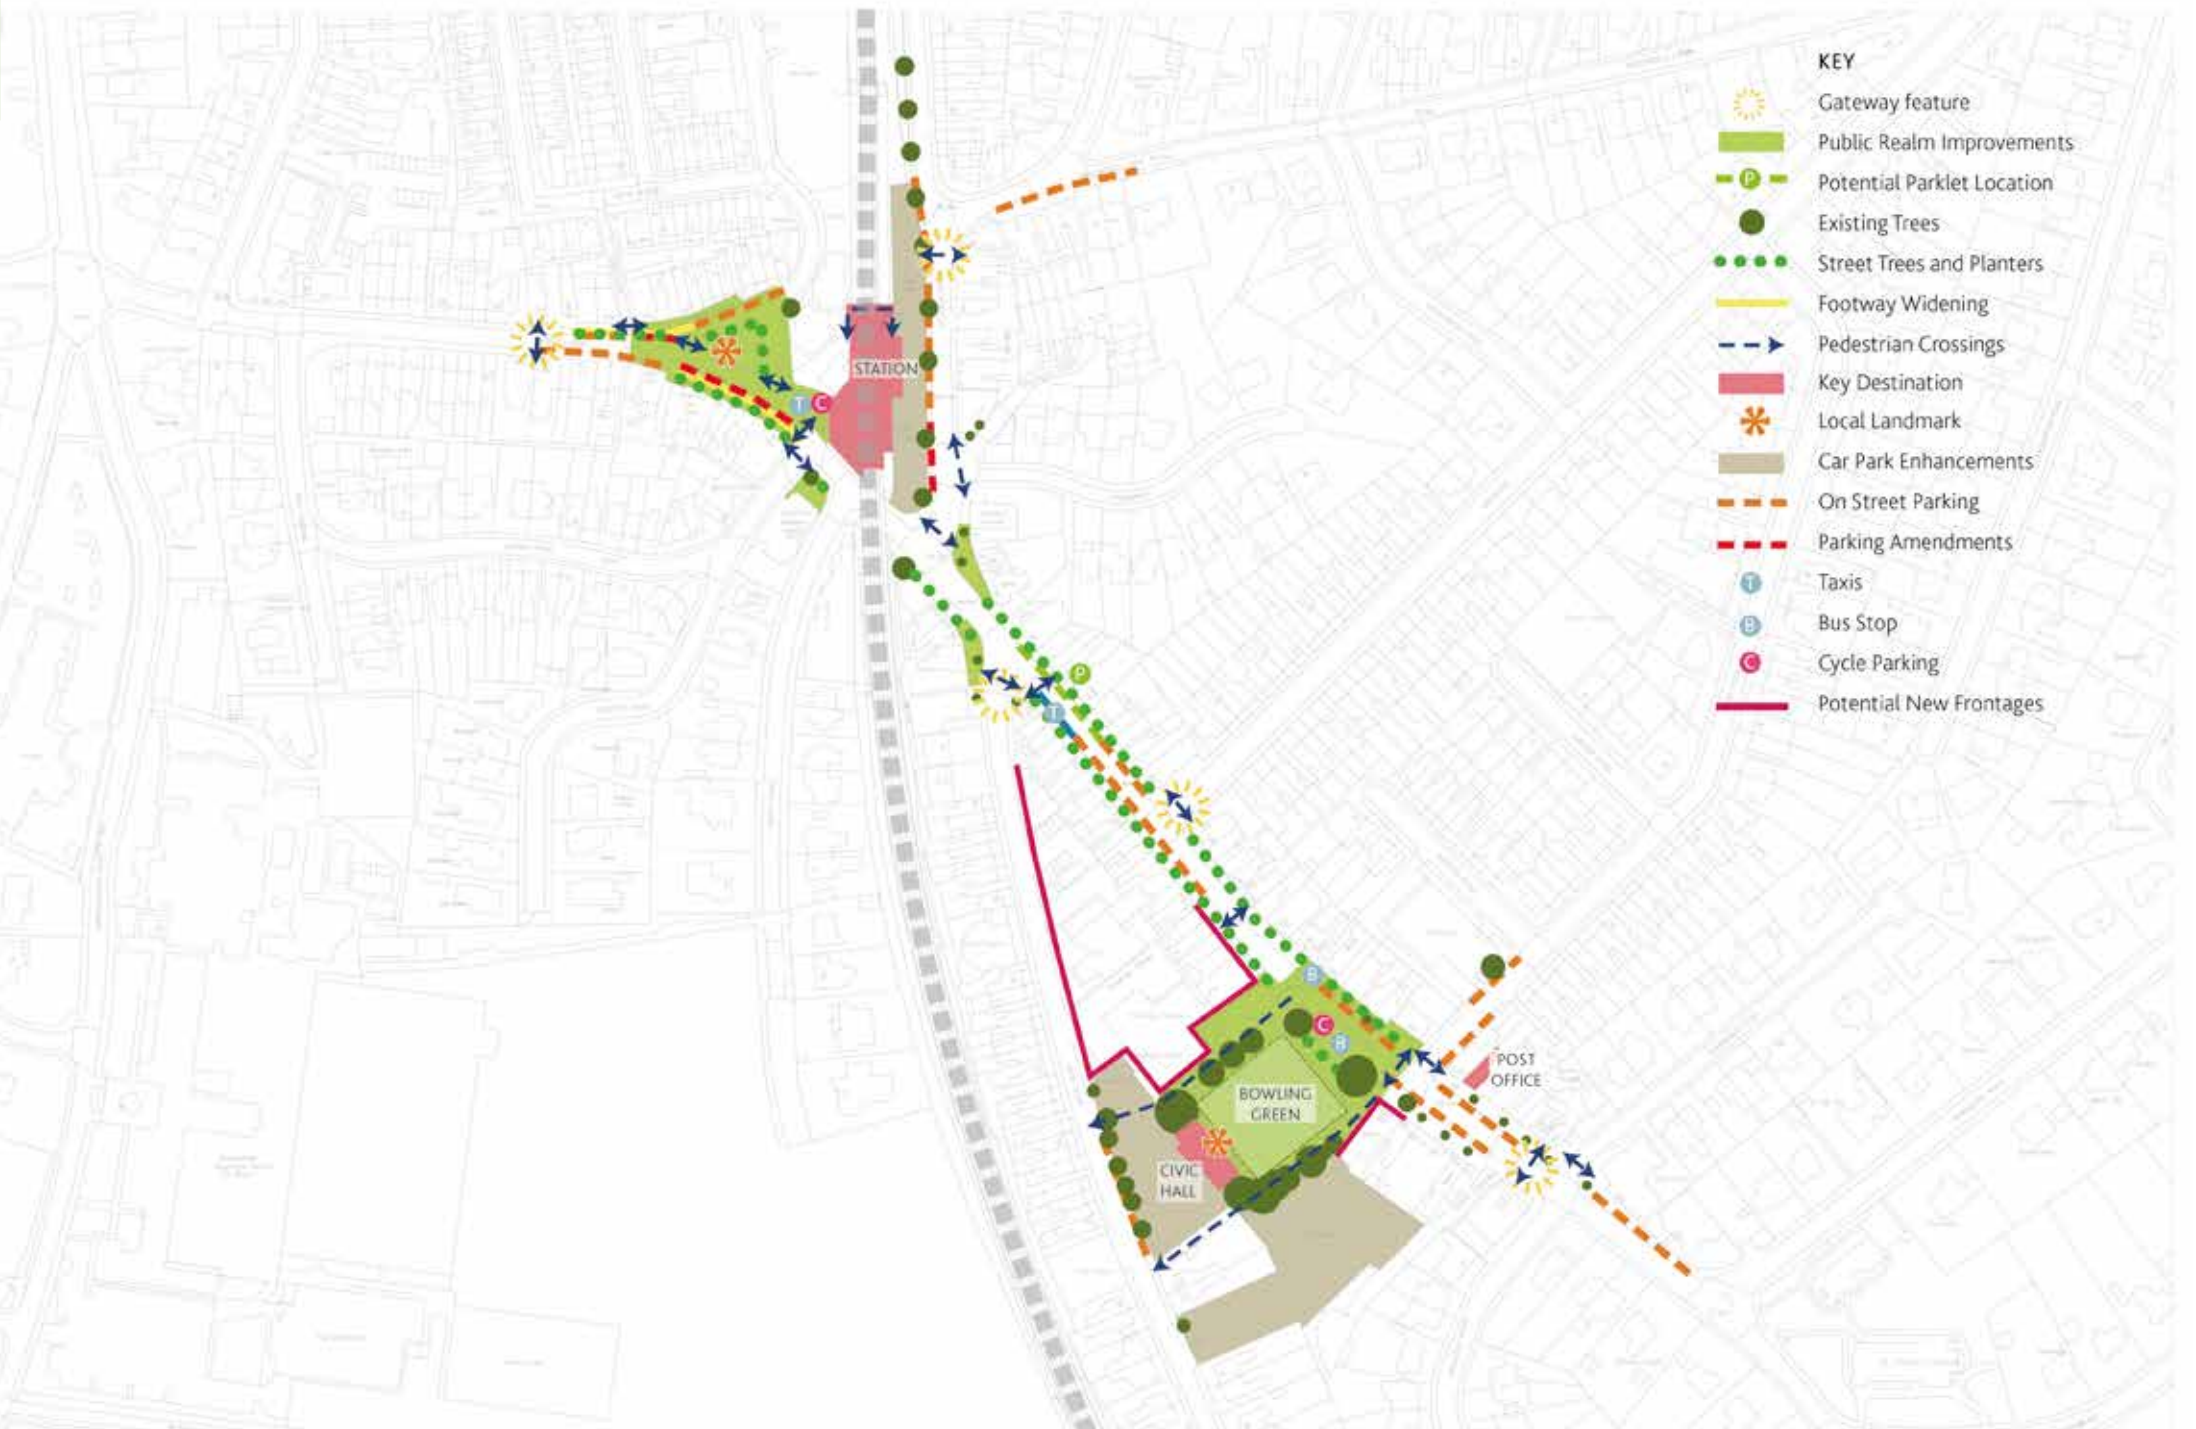 KEY
Gateway feature
Public Realm Improvements
P
Potential Parklet Location
Existing Trees
Street Trees and Planters
Footway Widening
Pedestrian Crossings
Key Destination
Local Landmark
Car Park Enhancements
On Street Parking
Parking Amendments
T
Taxis
B
Bus Stop
C
Cycle Parking
Potential New Frontages
STATION
T
C
P
T
B
C
B
POST
OFFICE
BOWLING
GREEN
CIVIC
HALL